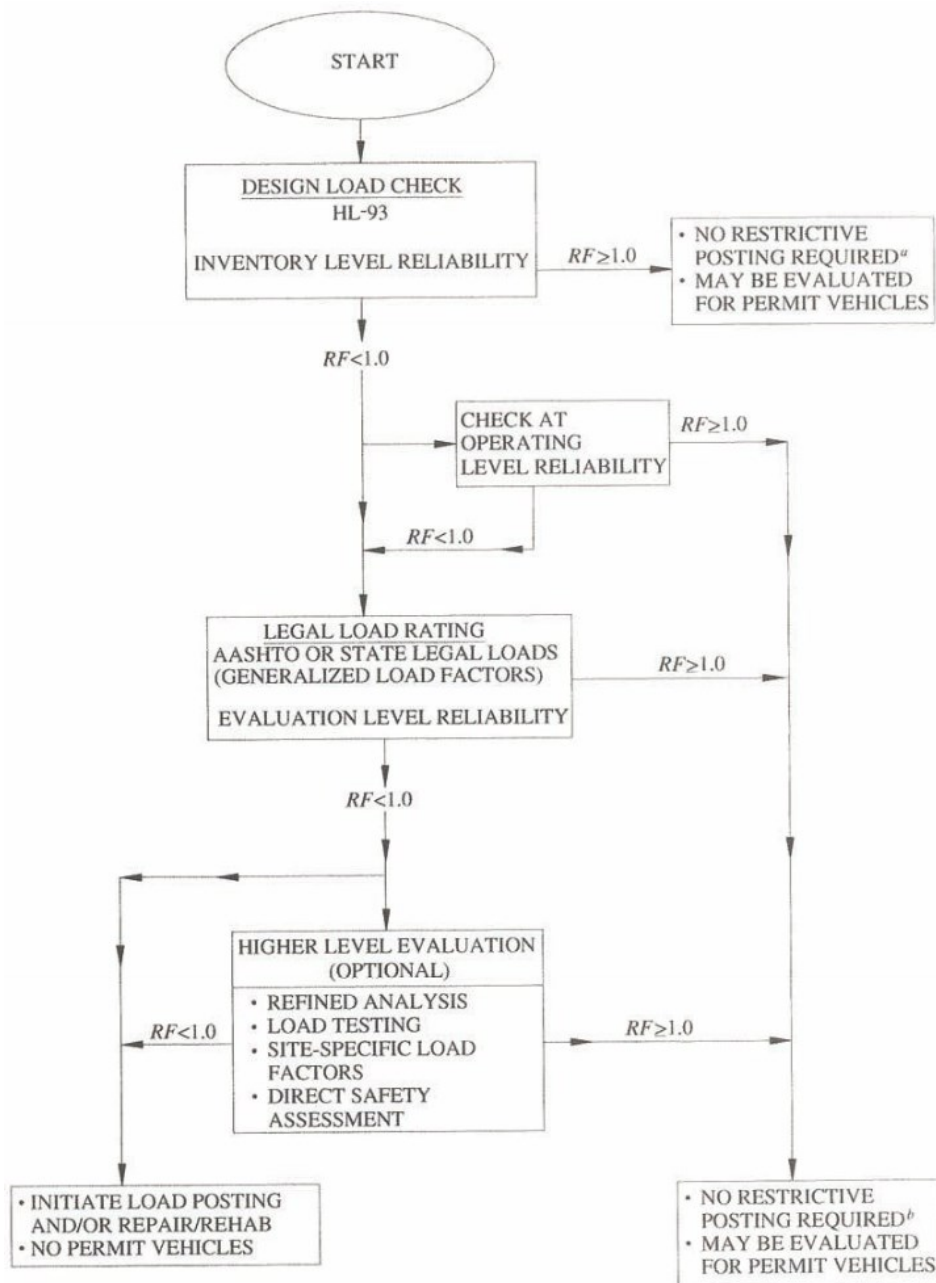 START
DESIGN LOAD CHECK
HL-93
INVENTORY LEVEL RELIABILITY
RF≥1.0
• NO RESTRICTIVE
POSTING REQUIREDᵃ
• MAY BE EVALUATED
FOR PERMIT VEHICLES
RF<1.0
CHECK AT
OPERATING
LEVEL RELIABILITY
RF≥1.0
RF<1.0
LEGAL LOAD RATING
AASHTO OR STATE LEGAL LOADS
(GENERALIZED LOAD FACTORS)
EVALUATION LEVEL RELIABILITY
RF≥1.0
RF<1.0
HIGHER LEVEL EVALUATION
(OPTIONAL)
• REFINED ANALYSIS
• LOAD TESTING
• SITE-SPECIFIC LOAD
FACTORS
• DIRECT SAFETY
ASSESSMENT
RF<1.0
RF≥1.0
• INITIATE LOAD POSTING
AND/OR REPAIR/REHAB
• NO PERMIT VEHICLES
• NO RESTRICTIVE
POSTING REQUIREDᵇ
• MAY BE EVALUATED
FOR PERMIT VEHICLES